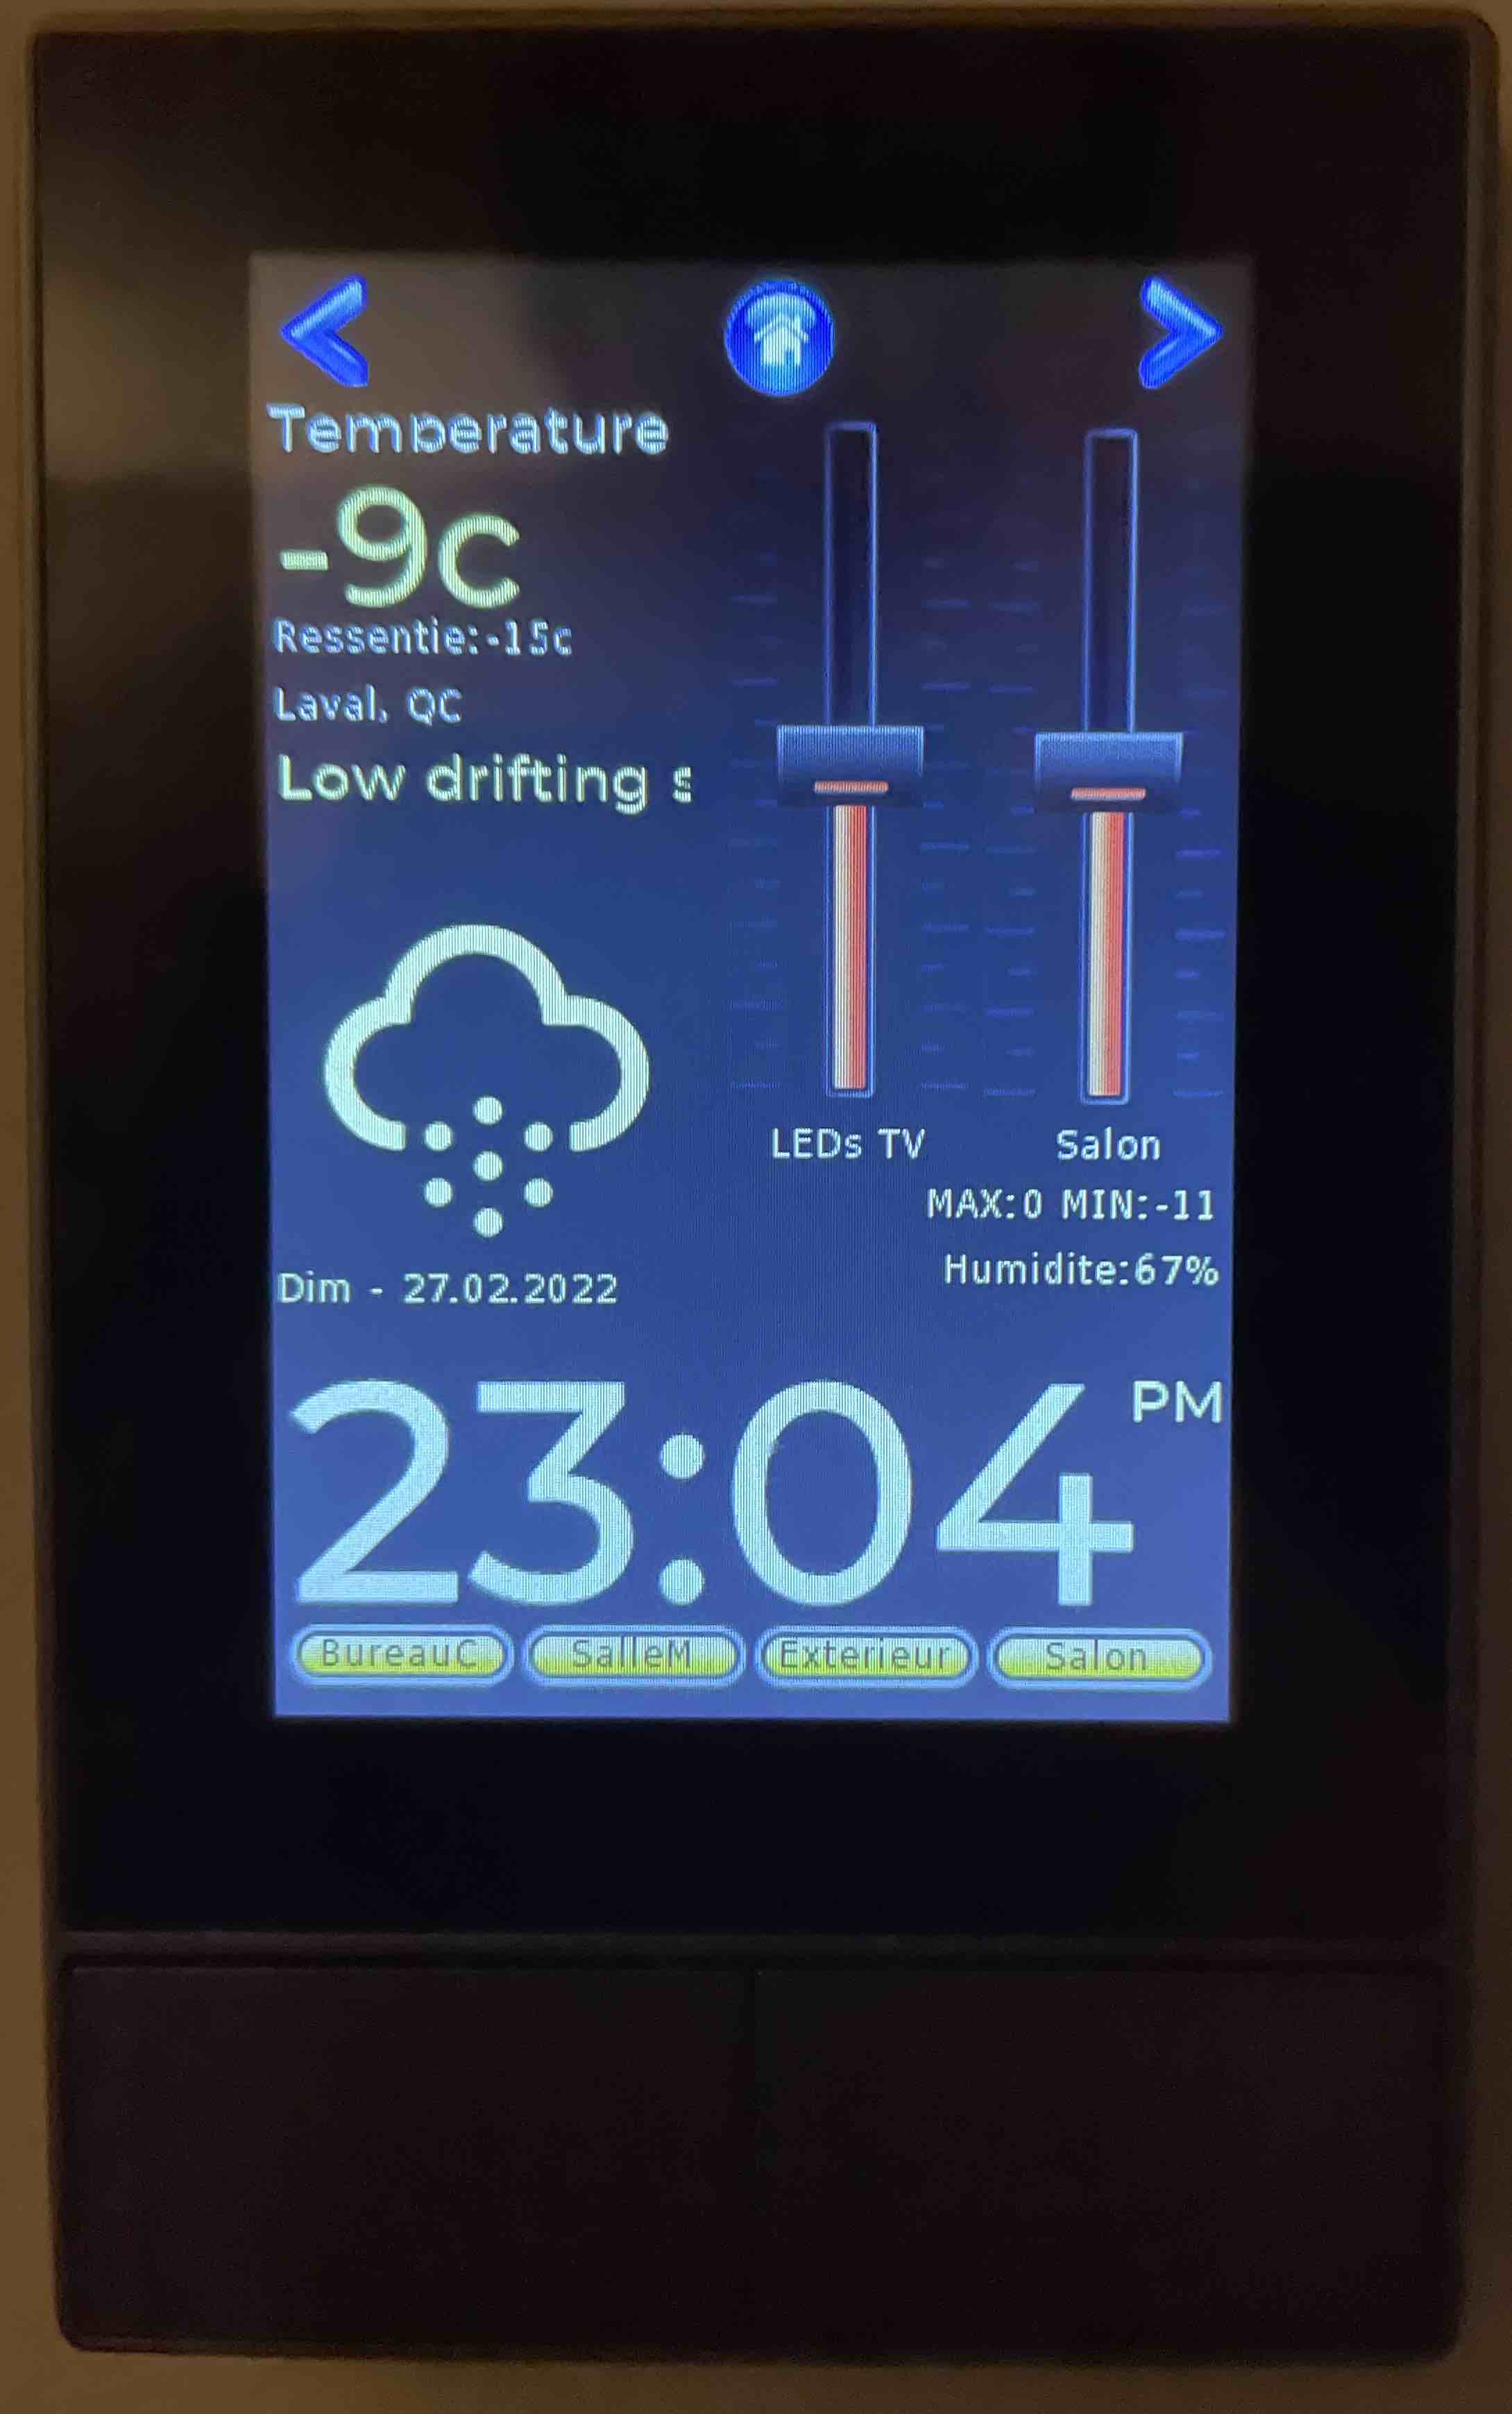 Temperature
-9c
Ressentie:-15c
Laval, QC
Low drifting s
LEDs TV
Salon
MAX:0 MIN:-11
Humidite:67%
Dim - 27.02.2022
23:04 PM
BureauC SalleM Exterieur Salon